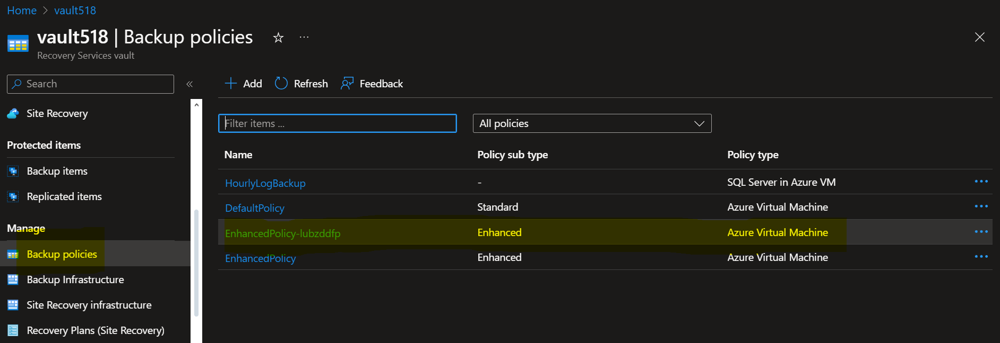 Home > vault518
vault518 | Backup policies
Recovery Services vault
Search
Site Recovery
Protected items
Backup items
Replicated items
Manage
Backup policies
Backup Infrastructure
Site Recovery infrastructure
Recovery Plans (Site Recovery)
Add Refresh Feedback
Filter items ...
All policies
Name Policy sub type Policy type
HourlyLogBackup - SQL Server in Azure VM
DefaultPolicy Standard Azure Virtual Machine
EnhancedPolicy-lubzddfp Enhanced Azure Virtual Machine
EnhancedPolicy Enhanced Azure Virtual Machine